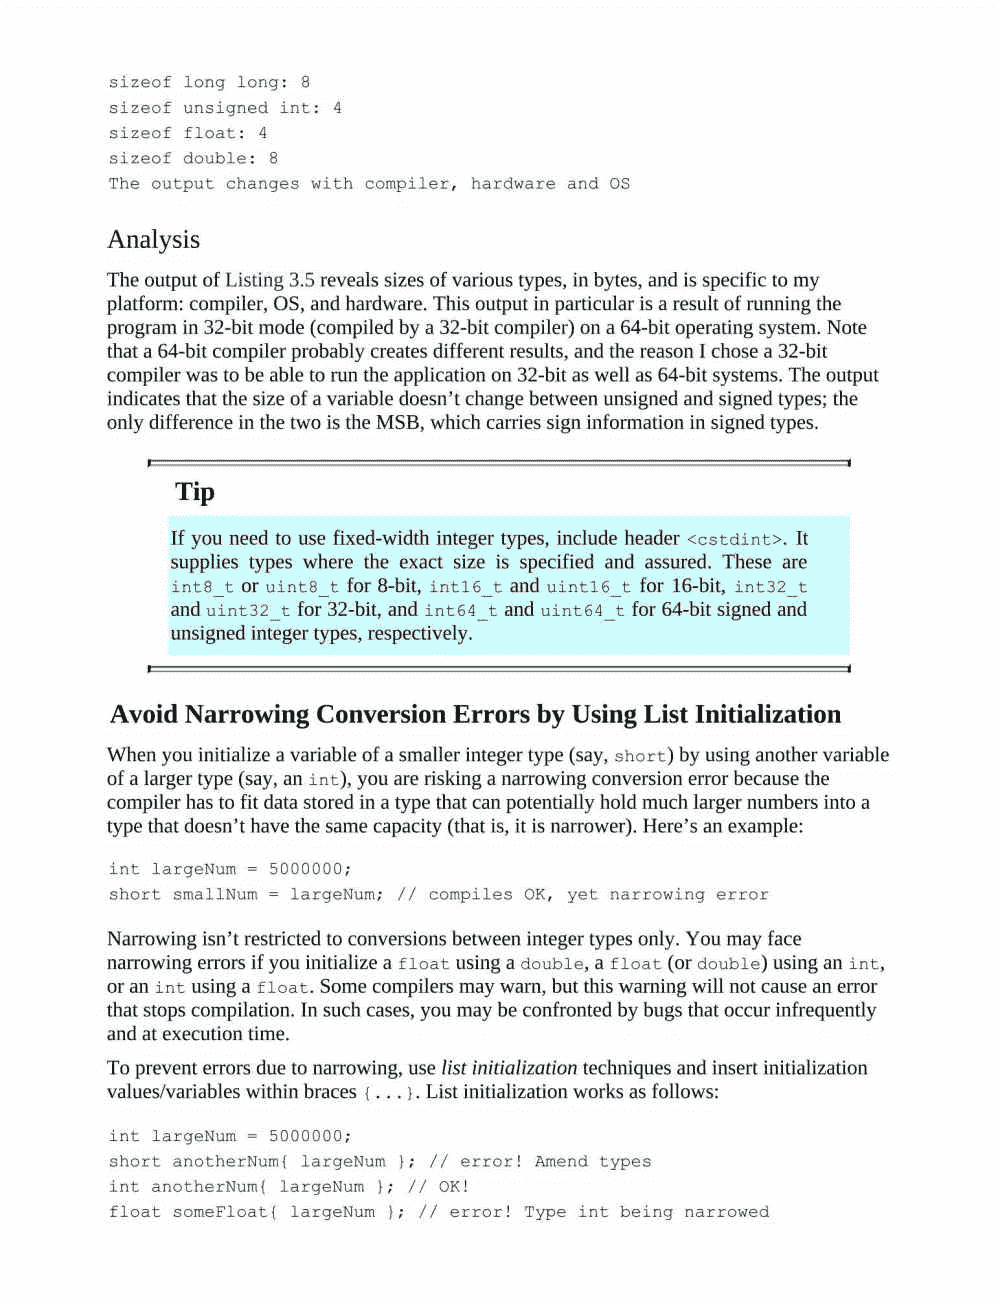 sizeof long long: 8
sizeof unsigned int: 4
sizeof float: 4
sizeof double: 8
The output changes with compiler, hardware and OS
Analysis
The output of Listing 3.5 reveals sizes of various types, in bytes, and is specific to my
platform: compiler, OS, and hardware. This output in particular is a result of running the
program in 32-bit mode (compiled by a 32-bit compiler) on a 64-bit operating system. Note
that a 64-bit compiler probably creates different results, and the reason I chose a 32-bit
compiler was to be able to run the application on 32-bit as well as 64-bit systems. The output
indicates that the size of a variable doesn’t change between unsigned and signed types; the
only difference in the two is the MSB, which carries sign information in signed types.
Tip
If you need to use fixed-width integer types, include header <cstdint>. It
supplies types where the exact size is specified and assured. These are
int8_t or uint8_t for 8-bit, int16_t and uint16_t for 16-bit, int32_t
and uint32_t for 32-bit, and int64_t and uint64_t for 64-bit signed and
unsigned integer types, respectively.
Avoid Narrowing Conversion Errors by Using List Initialization
When you initialize a variable of a smaller integer type (say, short) by using another variable
of a larger type (say, an int), you are risking a narrowing conversion error because the
compiler has to fit data stored in a type that can potentially hold much larger numbers into a
type that doesn’t have the same capacity (that is, it is narrower). Here’s an example:
int largeNum = 5000000;
short smallNum = largeNum; // compiles OK, yet narrowing error
Narrowing isn’t restricted to conversions between integer types only. You may face
narrowing errors if you initialize a float using a double, a float (or double) using an int,
or an int using a float. Some compilers may warn, but this warning will not cause an error
that stops compilation. In such cases, you may be confronted by bugs that occur infrequently
and at execution time.
To prevent errors due to narrowing, use list initialization techniques and insert initialization
values/variables within braces {...}. List initialization works as follows:
int largeNum = 5000000;
short anotherNum{ largeNum }; // error! Amend types
int anotherNum{ largeNum }; // OK!
float someFloat{ largeNum }; // error! Type int being narrowed